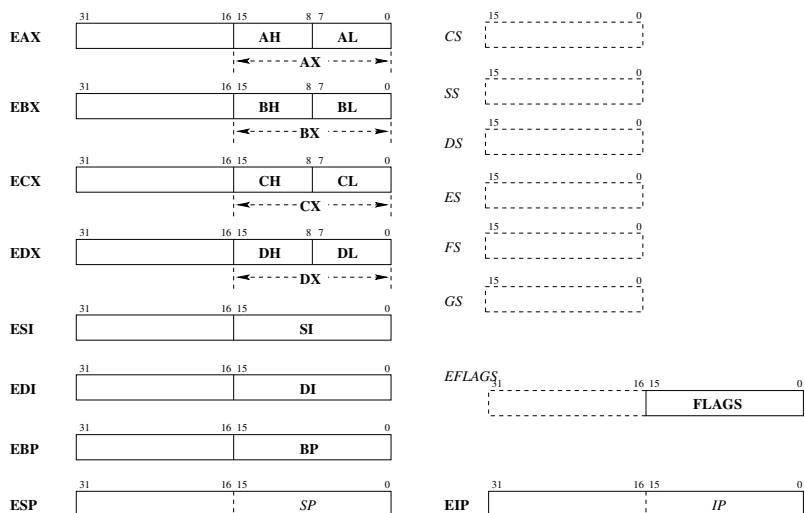 31 16 15 8 7 0
EAX AH AL
AX
31 16 15 8 7 0
EBX BH BL
BX
31 16 15 8 7 0
ECX CH CL
CX
31 16 15 8 7 0
EDX DH DL
DX
31 16 15 0
ESI SI
31 16 15 0
EDI DI
31 16 15 0
EBP BP
31 16 15 0
ESP SP
15 0
CS
15 0
SS
15 0
DS
15 0
ES
15 0
FS
15 0
GS
EFLAGS
31 16 15 0
FLAGS
31 16 15 0
EIP IP